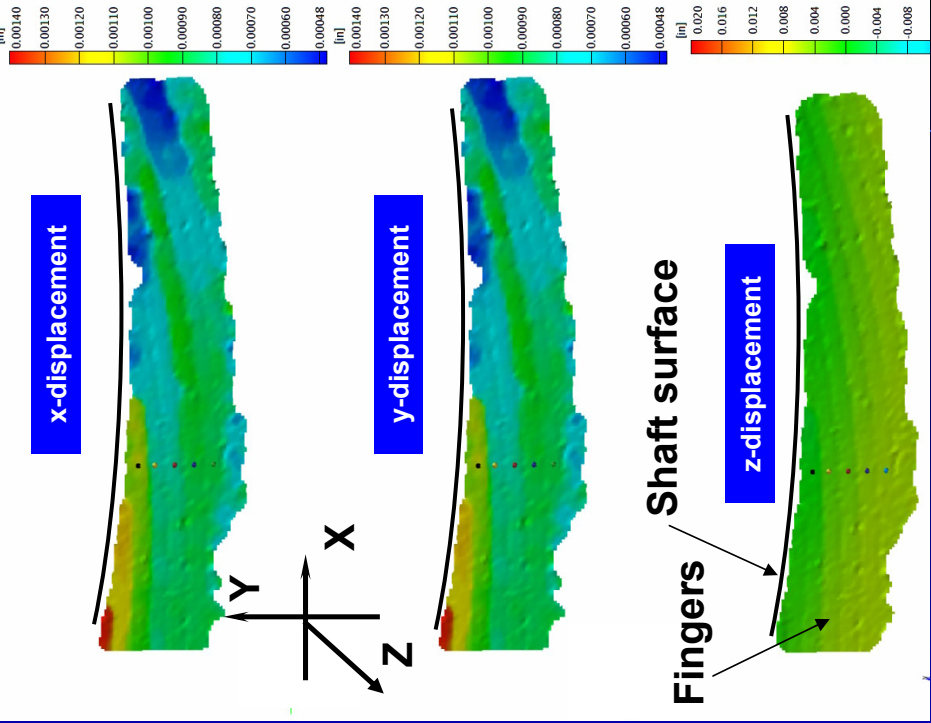 [in]
0.00140
0.00130
0.00120
0.00110
0.00100
0.00090
0.00080
0.00070
0.00060
0.00048
x-displacement
Y
X
Z
[in]
0.00140
0.00130
0.00120
0.00110
0.00100
0.00090
0.00080
0.00070
0.00060
0.00048
y-displacement
Shaft surface
Fingers
[in]
0.020
0.016
0.012
0.008
0.004
0.000
-0.004
-0.008
z-displacement